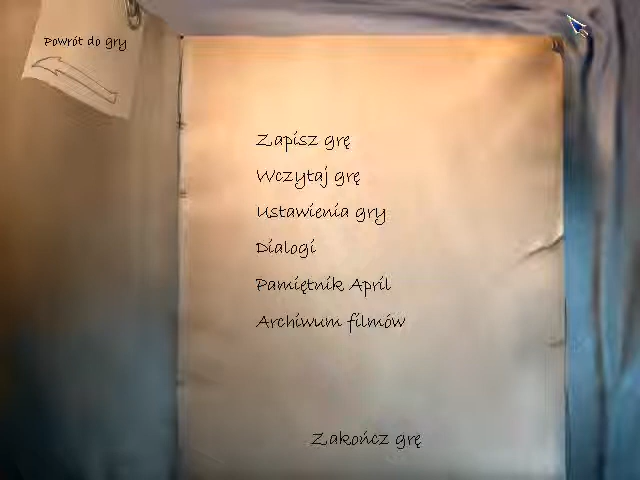 Powrót do gry
Zapisz grę
Wczytaj grę
Ustawienia gry
Dialogi
Pamiętnik April
Archiwum filmów
Zakończ grę